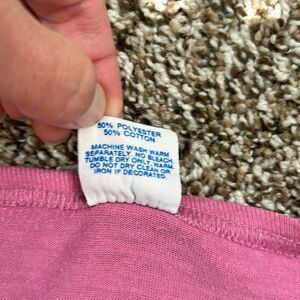 50% POLYESTER
50% COTTON
MACHINE WASH WARM
SEPARATELY. NO BLEACH.
TUMBLE DRY ONLY. WARM.
DO NOT DRY CLEAN OR
IRON IF DECORATED.